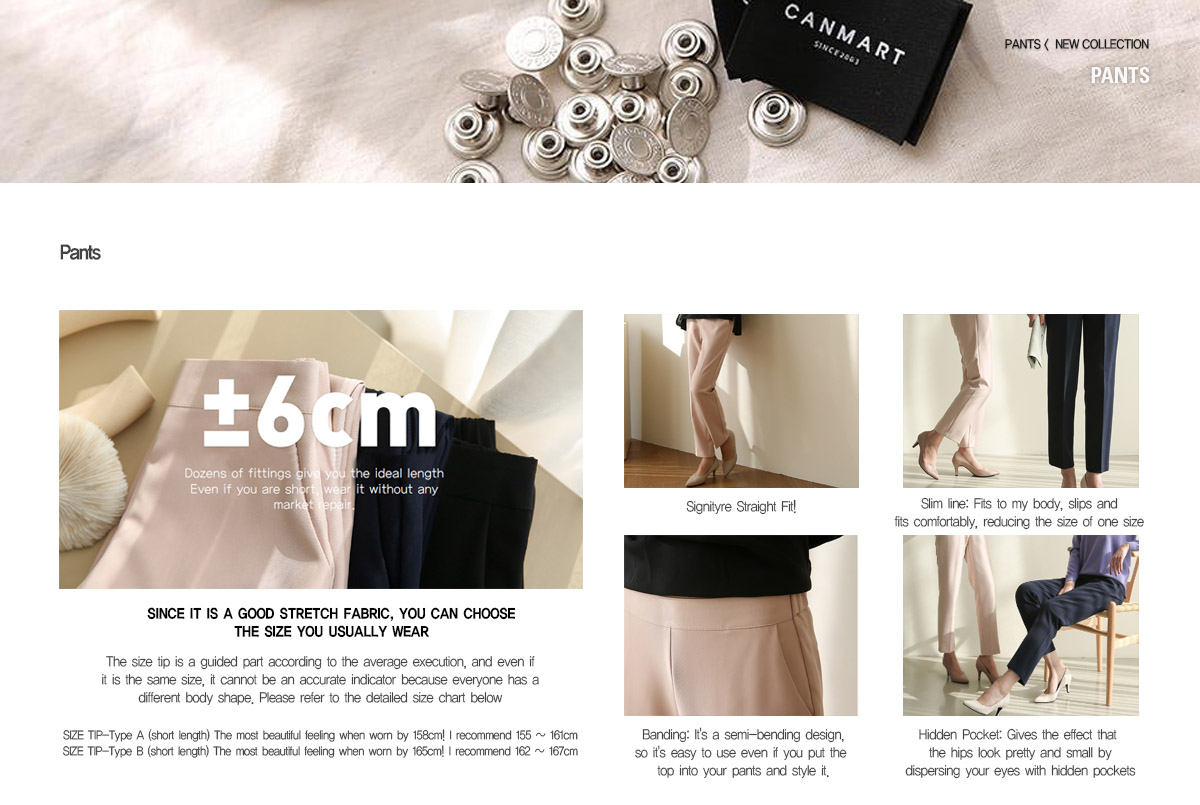 CANMART
SINCE2003
PANTS < NEW COLLECTION
PANTS
Pants
±6cm
Dozens of fittings give you the ideal length
Even if you are short, wear it without any
market repair.
SINCE IT IS A GOOD STRETCH FABRIC, YOU CAN CHOOSE
THE SIZE YOU USUALLY WEAR
The size tip is a guided part according to the average execution, and even if
it is the same size, it cannot be an accurate indicator because everyone has a
different body shape. Please refer to the detailed size chart below
SIZE TIP-Type A (short length) The most beautiful feeling when worn by 158cm! I recommend 155 ~ 161cm
SIZE TIP-Type B (short length) The most beautiful feeling when worn by 165cm! I recommend 162 ~ 167cm
Signityre Straight Fit!
Slim line: Fits to my body, slips and
fits comfortably, reducing the size of one size
Banding: It's a semi-bending design,
so it's easy to use even if you put the
top into your pants and style it.
Hidden Pocket: Gives the effect that
the hips look pretty and small by
dispersing your eyes with hidden pockets